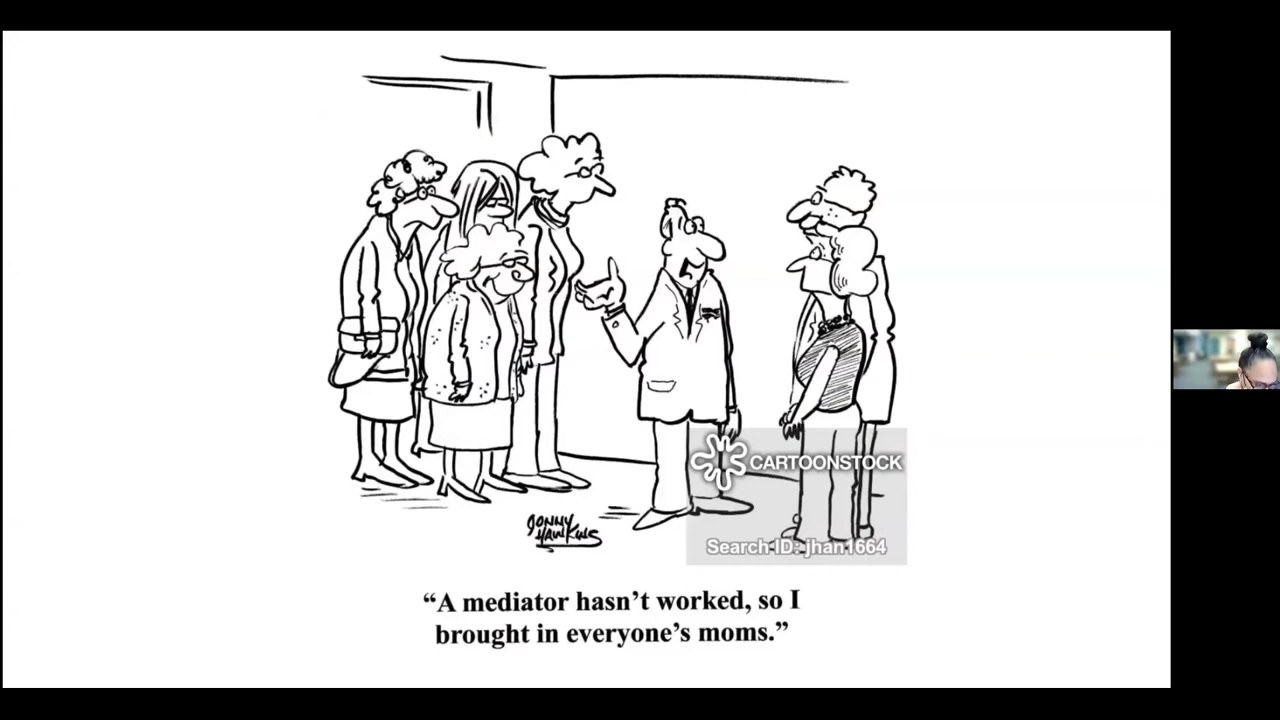 CARTOONSTOCK
JONNY
HAWKINS
Search ID: jhan1664
“A mediator hasn’t worked, so I
brought in everyone’s moms.”